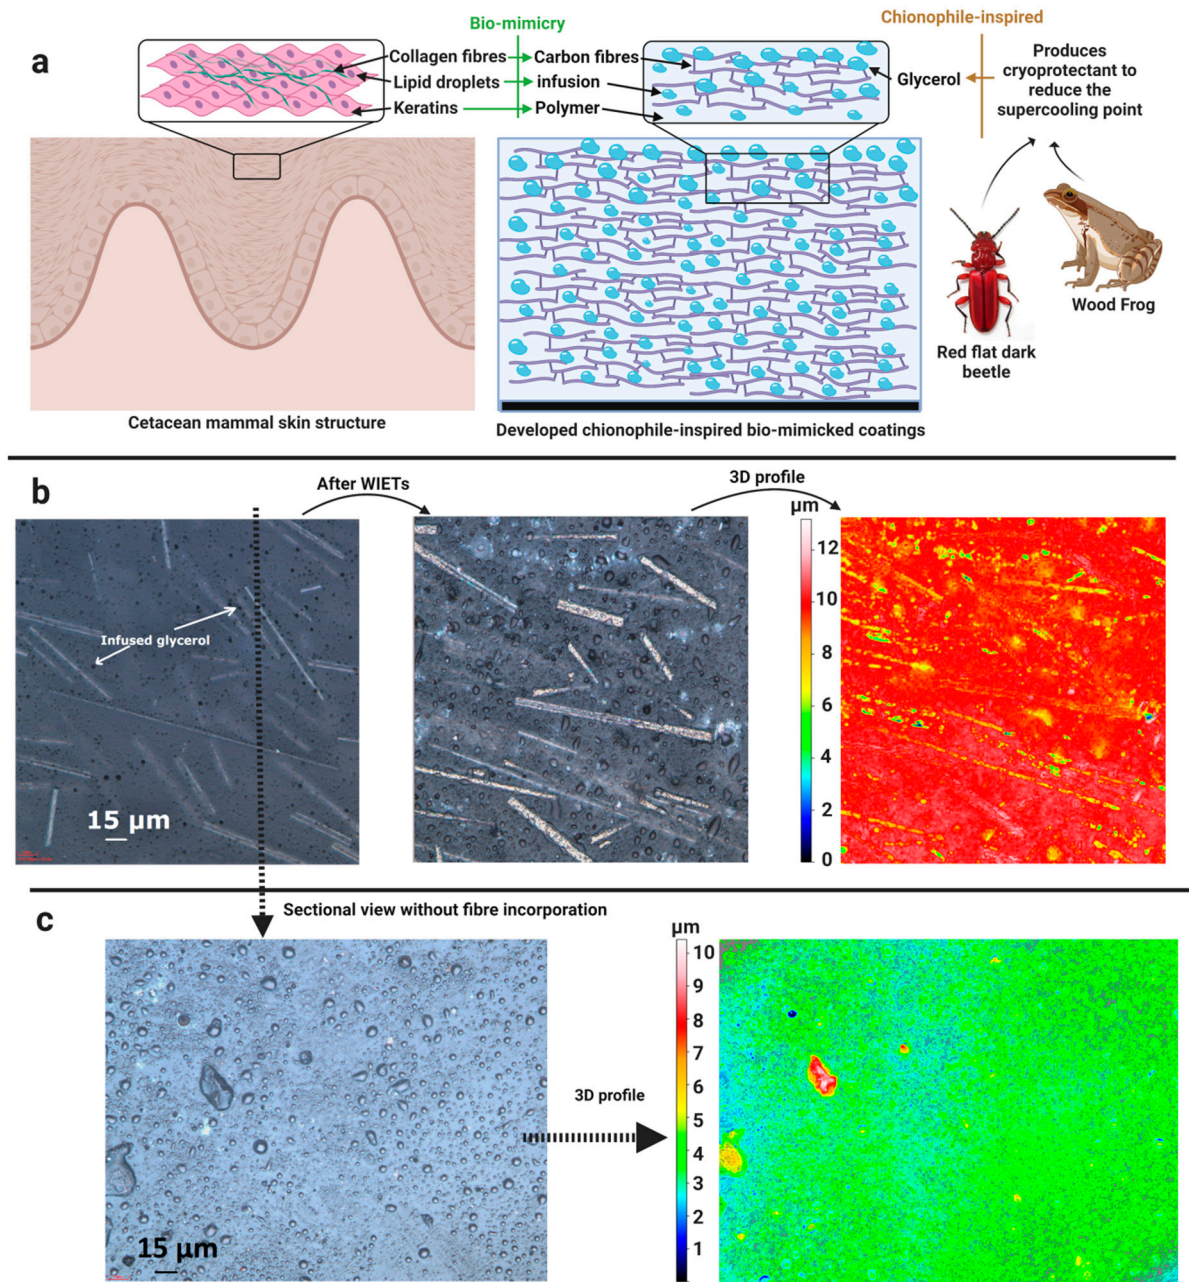 a
Bio-mimicry
Chionophile-inspired
Collagen fibres
Carbon fibres
Lipid droplets
infusion
Keratins
Polymer
Glycerol
Produces
cryoprotectant to
reduce the
supercooling point
Wood Frog
Red flat dark
beetle
Cetacean mammal skin structure
Developed chionophile-inspired bio-mimicked coatings
b
After WIETs
3D profile
µm
12
10
8
6
4
2
0
Infused glycerol
15 µm
c
Sectional view without fibre incorporation
µm
10
9
8
7
6
5
4
3
2
1
3D profile
15 µm